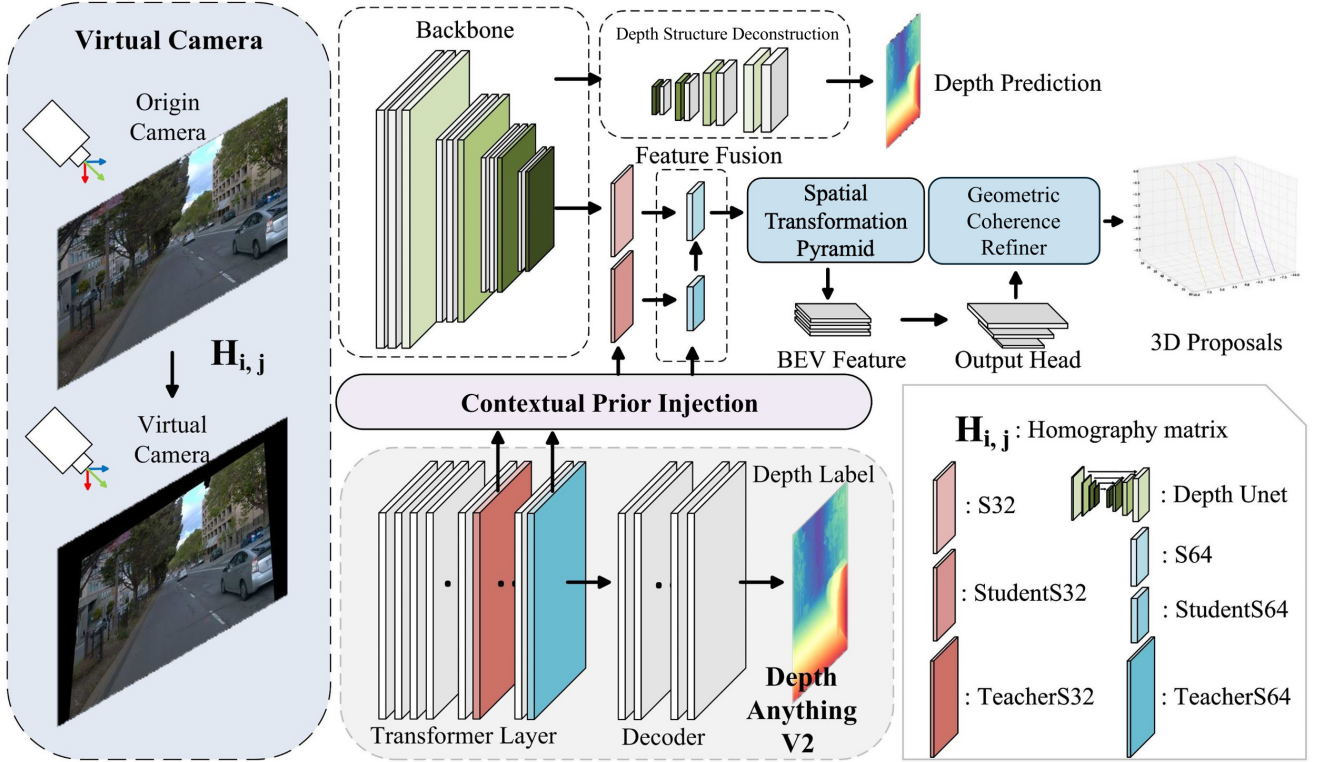 Virtual Camera
Origin
Camera
H i, j
Virtual
Camera
Backbone
Depth Structure Deconstruction
Depth Prediction
Feature Fusion
Spatial
Transformation
Pyramid
Geometric
Coherence
Refiner
BEV Feature
Output Head
3D Proposals
Contextual Prior Injection
Depth Label
Transformer Layer
Decoder
Depth
Anything
V2
H i, j : Homography matrix
: S32
: Depth Unet
: S64
: StudentS32
: StudentS64
: TeacherS32
: TeacherS64